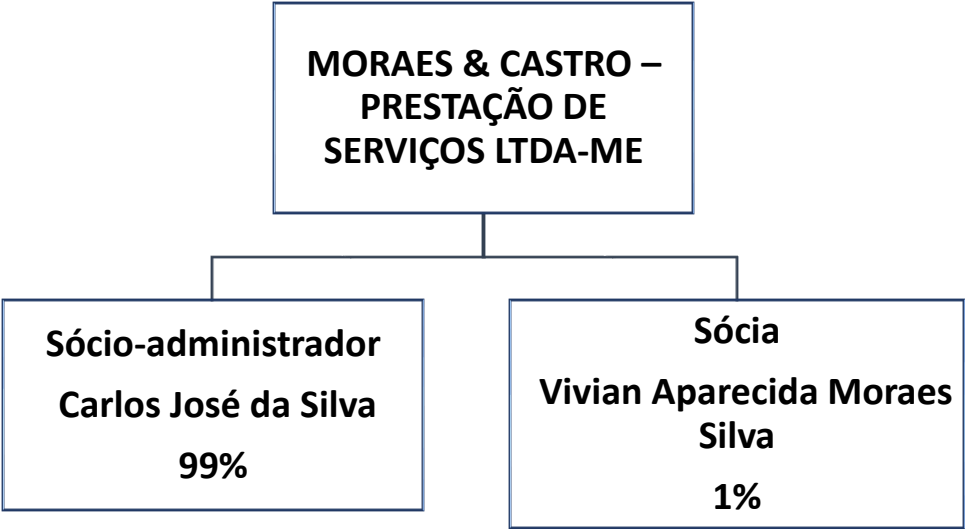 MORAES & CASTRO –
PRESTAÇÃO DE
SERVIÇOS LTDA-ME
Sócio-administrador
Carlos José da Silva
99%
Sócia
Vivian Aparecida Moraes
Silva
1%